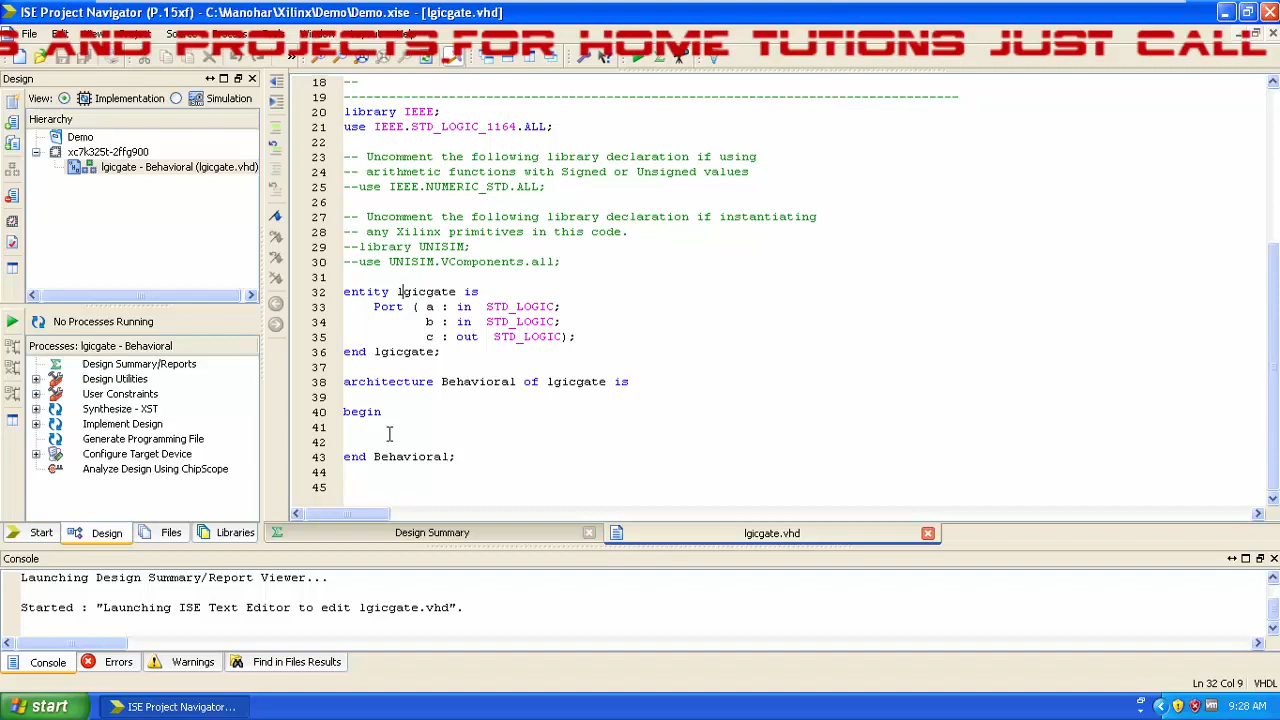 ISE Project Navigator (P.15xf) - C:\Manohar\Xilinx\Demo\Demo.xise - [lgicgate.vhd]
S AND PROJECTS FOR HOME TUTIONS JUST CALL
Design
View: Implementation Simulation
Hierarchy
Demo
xc7k325t-2ffg900
lgicgate - Behavioral (lgicgate.vhd)
No Processes Running
Processes: lgicgate - Behavioral
Design Summary/Reports
Design Utilities
User Constraints
Synthesize - XST
Implement Design
Generate Programming File
Configure Target Device
Analyze Design Using ChipScope
Start Design Files Libraries
18 --
19 ----------------------------------------------------------------------------------
20 library IEEE;
21 use IEEE.STD_LOGIC_1164.ALL;
22
23 -- Uncomment the following library declaration if using
24 -- arithmetic functions with Signed or Unsigned values
25 --use IEEE.NUMERIC_STD.ALL;
26
27 -- Uncomment the following library declaration if instantiating
28 -- any Xilinx primitives in this code.
29 --library UNISIM;
30 --use UNISIM.VComponents.all;
31
32 entity lgicgate is
33 Port ( a : in STD_LOGIC;
34 b : in STD_LOGIC;
35 c : out STD_LOGIC);
36 end lgicgate;
37
38 architecture Behavioral of lgicgate is
39
40 begin
41
42
43 end Behavioral;
44
45
Design Summary lgicgate.vhd
Console
Launching Design Summary/Report Viewer...
Started : "Launching ISE Text Editor to edit lgicgate.vhd".
Console Errors Warnings Find in Files Results
Ln 32 Col 9 VHDL
start ISE Project Navigator... 9:28 AM